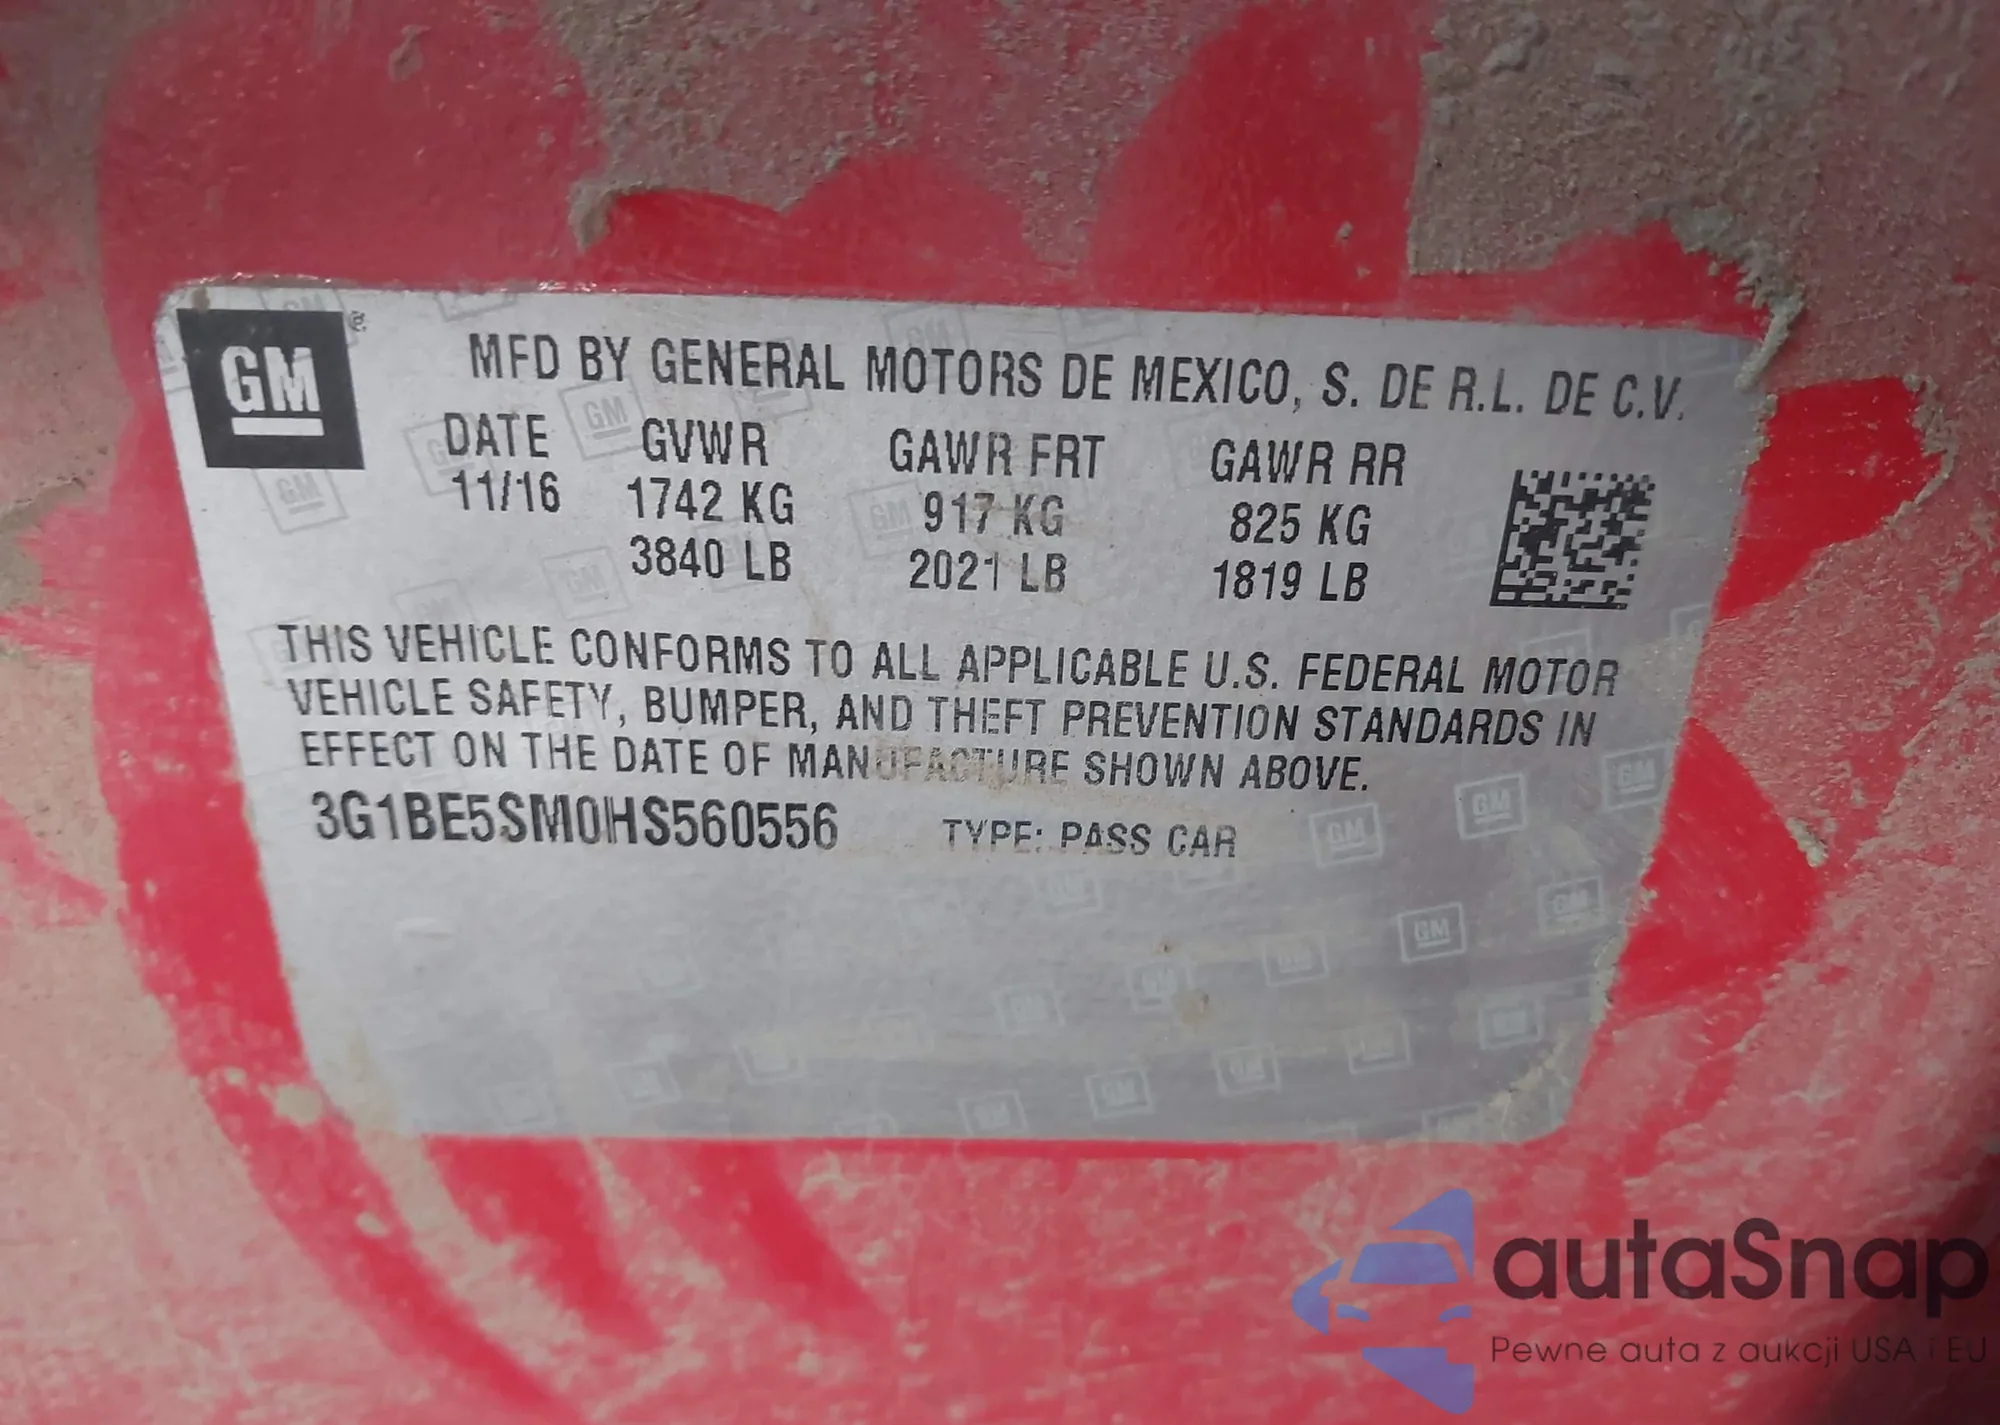 GM
MFD BY GENERAL MOTORS DE MEXICO, S. DE R.L. DE C.V.
DATE GVWR GAWR FRT GAWR RR
11/16 1742 KG 917 KG 825 KG
3840 LB 2021 LB 1819 LB
THIS VEHICLE CONFORMS TO ALL APPLICABLE U.S. FEDERAL MOTOR
VEHICLE SAFETY, BUMPER, AND THEFT PREVENTION STANDARDS IN
EFFECT ON THE DATE OF MANUFACTURE SHOWN ABOVE.
3G1BE5SM0HS560556 TYPE: PASS CAR
autaSnap
Pewne auta z aukcji USA i EU